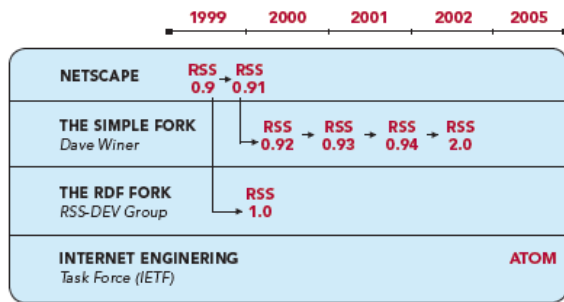 1999 2000 2001 2002 2005
NETSCAPE
RSS RSS
0.9 0.91
THE SIMPLE FORK
Dave Winer
RSS RSS RSS RSS
0.92 0.93 0.94 2.0
THE RDF FORK
RSS-DEV Group
RSS
1.0
INTERNET ENGINERING
Task Force (IETF)
ATOM